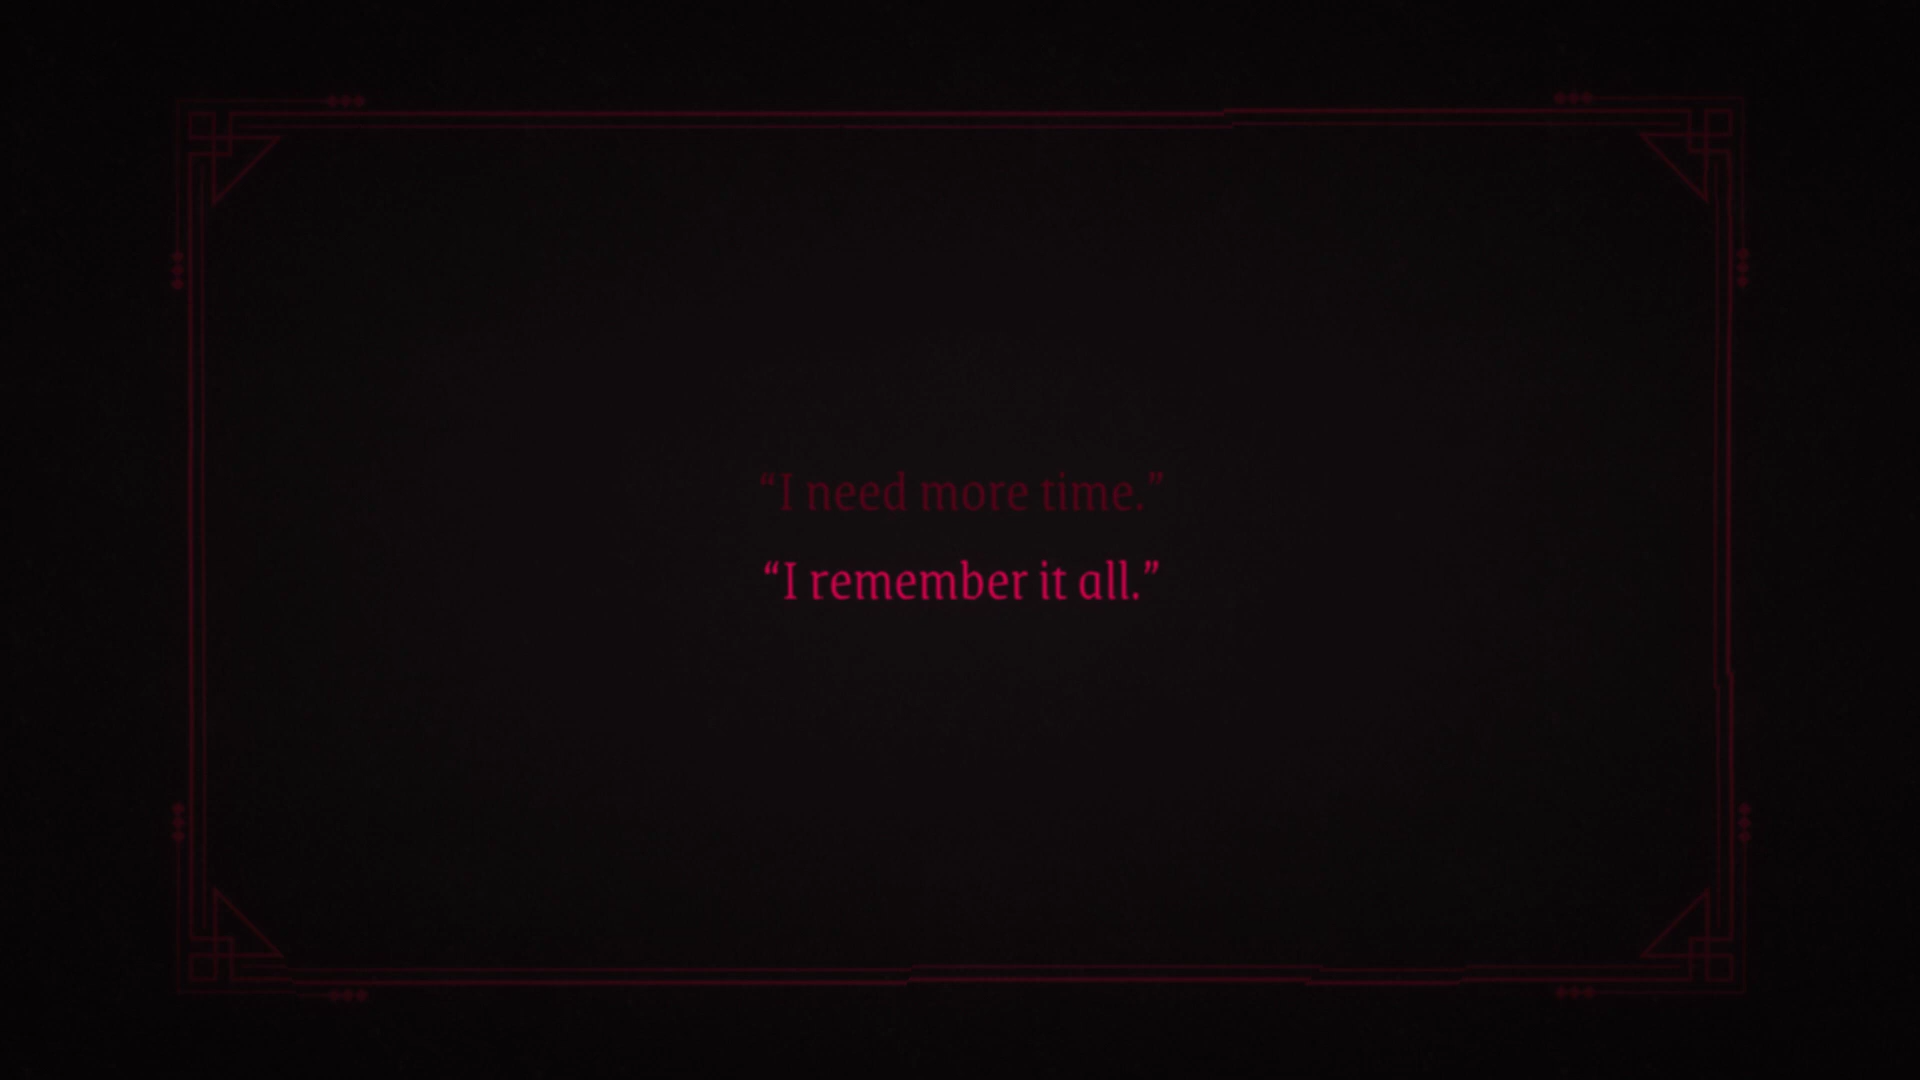 “I need more time.”
“I remember it all.”